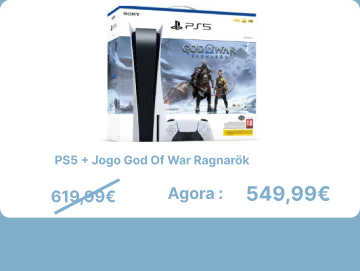 SONY
PS5
GOD OF WAR
RAGNARÖK
PS5 + Jogo God Of War Ragnarök
619,99€
Agora : 549,99€